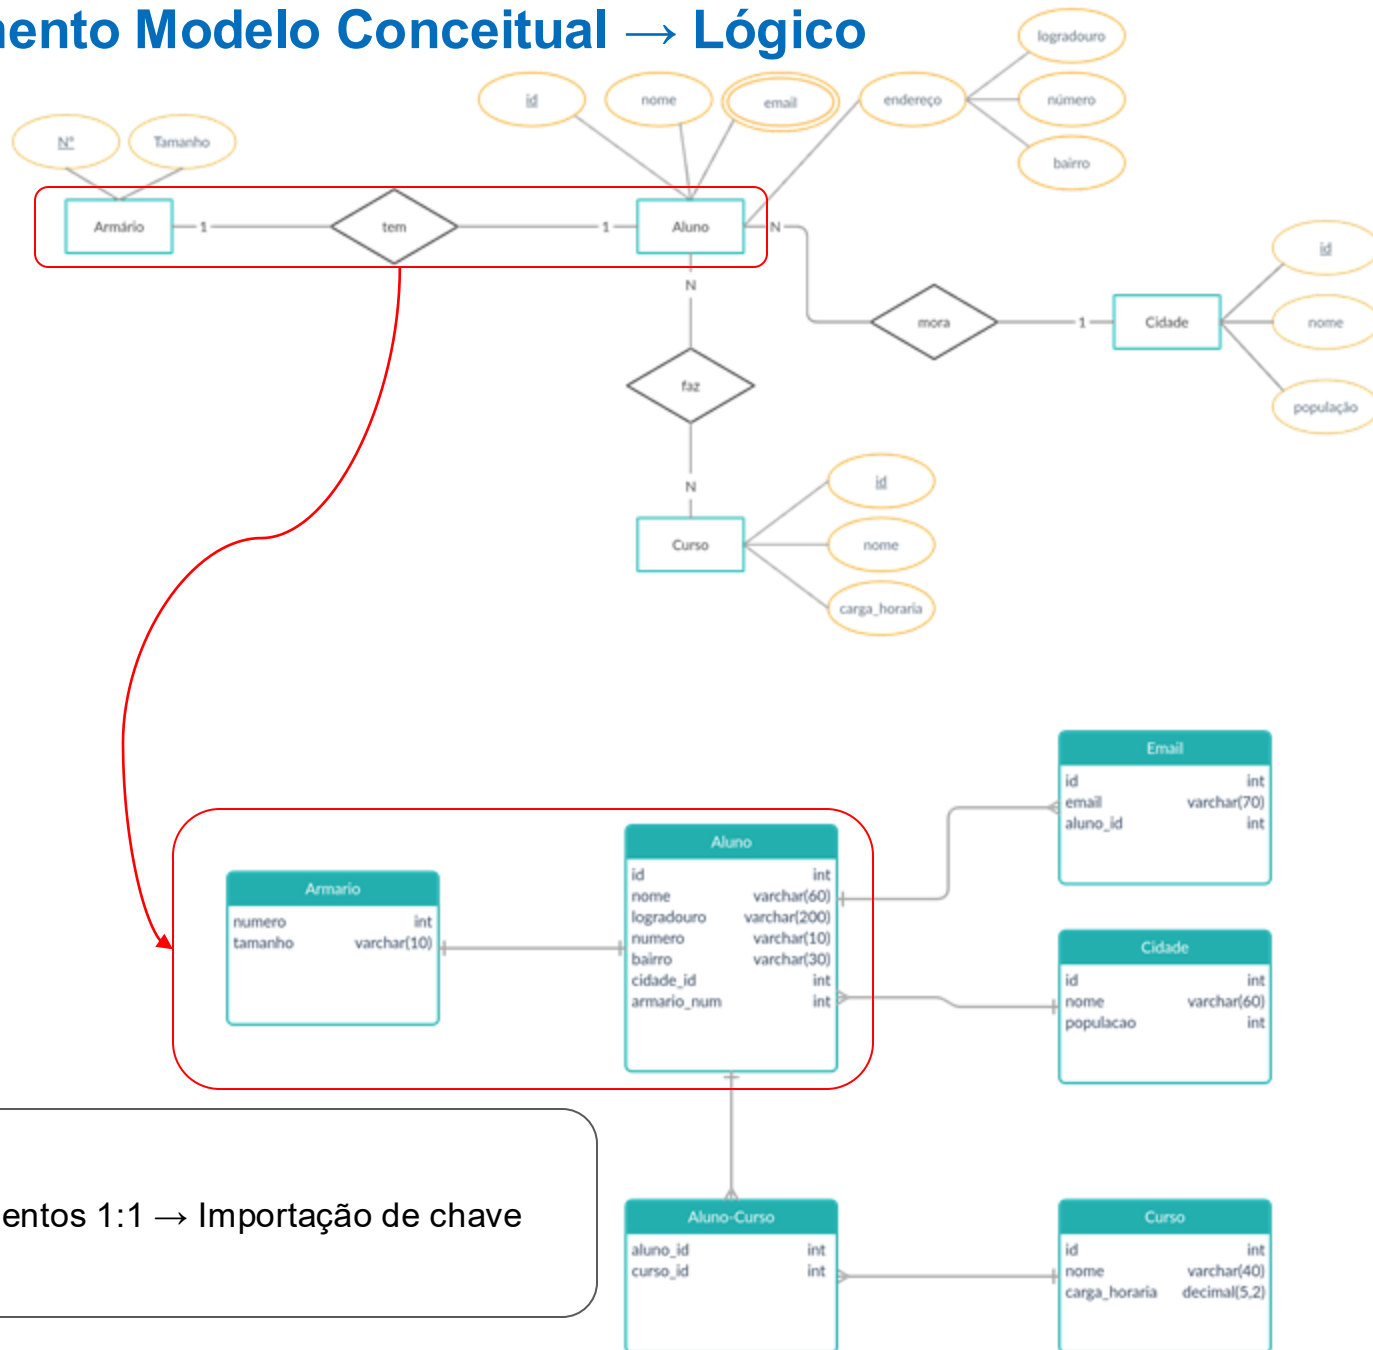 Modelo Conceitual → Lógico
logradouro
id
nome
email
endereço
número
Nº
Tamanho
bairro
Armário
1
tem
1
Aluno
N
id
N
mora
1
Cidade
nome
faz
população
N
id
Curso
nome
carga_horaria
Email
id int
email varchar(70)
aluno_id int
Aluno
id int
nome varchar(60)
logradouro varchar(200)
numero varchar(10)
bairro varchar(30)
cidade_id int
armario_num int
Armario
numero int
tamanho varchar(10)
Cidade
id int
nome varchar(60)
populacao int
1:1 → Importação de chave
Aluno-Curso
aluno_id int
curso_id int
Curso
id int
nome varchar(40)
carga_horaria decimal(5,2)